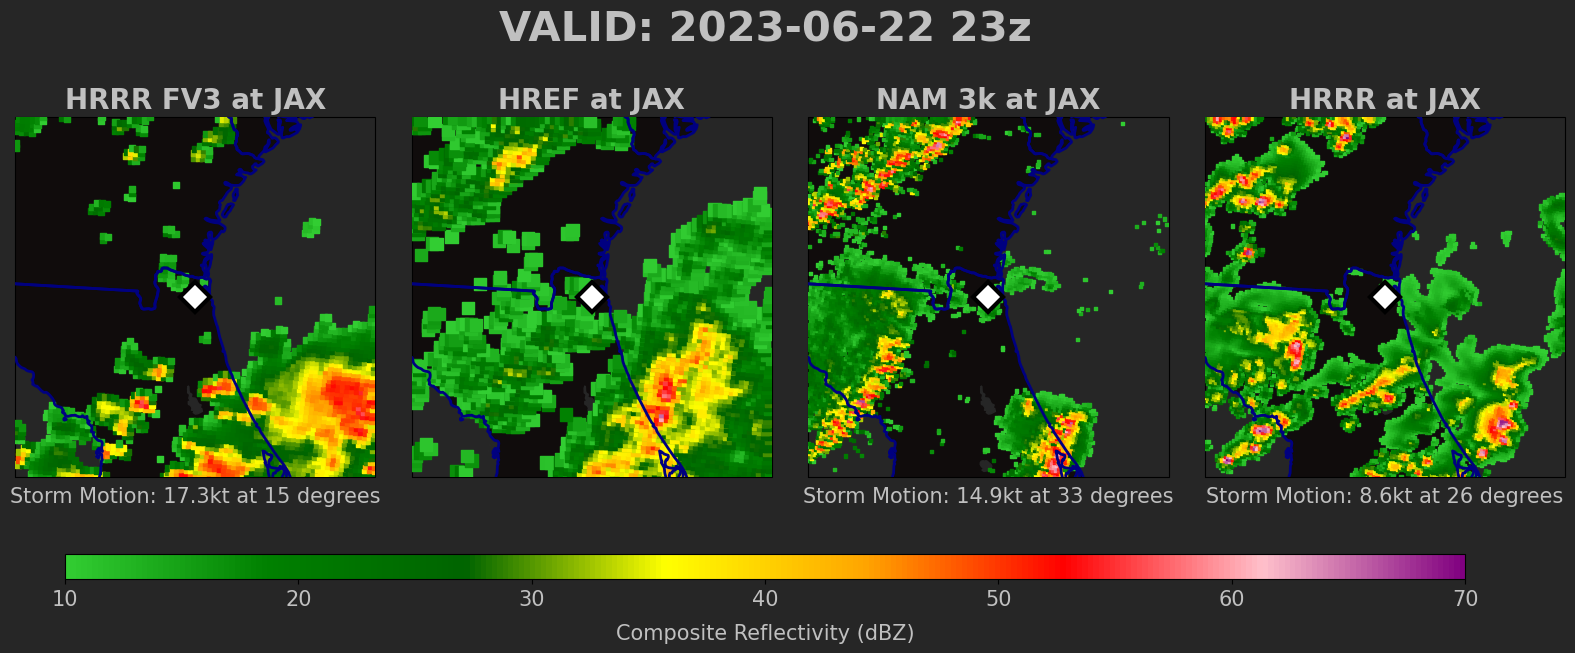 VALID: 2023-06-22 23z
HRRR FV3 at JAX
HREF at JAX
NAM 3k at JAX
HRRR at JAX
Storm Motion: 17.3kt at 15 degrees
Storm Motion: 14.9kt at 33 degrees
Storm Motion: 8.6kt at 26 degrees
10 20 30 40 50 60 70
Composite Reflectivity (dBZ)